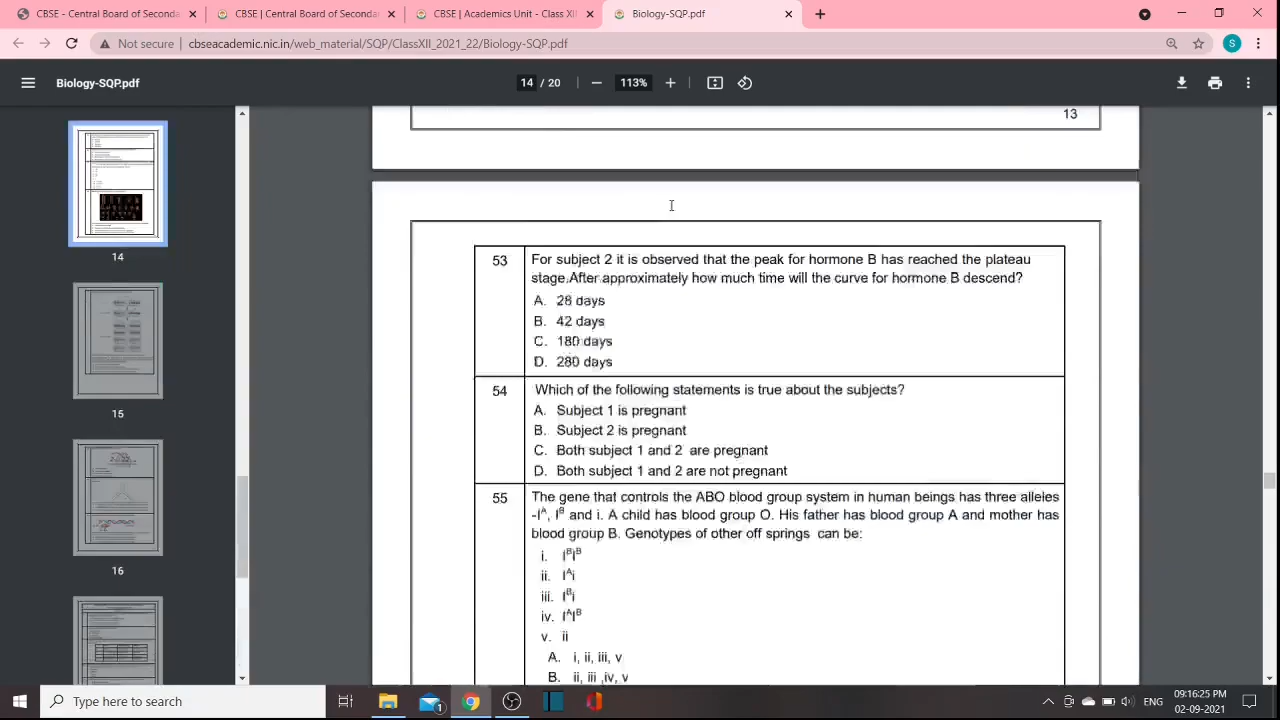 CBSE - Central Board of Seconda
CBSE | Central Board of Seconda
CBSE | Academics Unit - Class XII
Biology-SQP.pdf
Not secure
cbseacademic.nic.in/web_material/SQP/ClassXII_2021_22/Biology-SQP.pdf
S
Biology-SQP.pdf
14 / 20
113%
13
53
For subject 2 it is observed that the peak for hormone B has reached the plateau
stage.After approximately how much time will the curve for hormone B descend?
A. 28 days
B. 42 days
C. 180 days
D. 280 days
54
Which of the following statements is true about the subjects?
A. Subject 1 is pregnant
B. Subject 2 is pregnant
C. Both subject 1 and 2 are pregnant
D. Both subject 1 and 2 are not pregnant
55
The gene that controls the ABO blood group system in human beings has three alleles
-Iᴬ, Iᴮ and i. A child has blood group O. His father has blood group A and mother has
blood group B. Genotypes of other off springs can be:
i. IᴮIᴮ
ii. Iᴬi
iii. Iᴮi
iv. IᴬIᴮ
v. ii
A. i, ii, iii, v
B. ii, iii ,iv, v
14
15
16
Type here to search
1
ENG
09:16:25 PM
02-09-2021